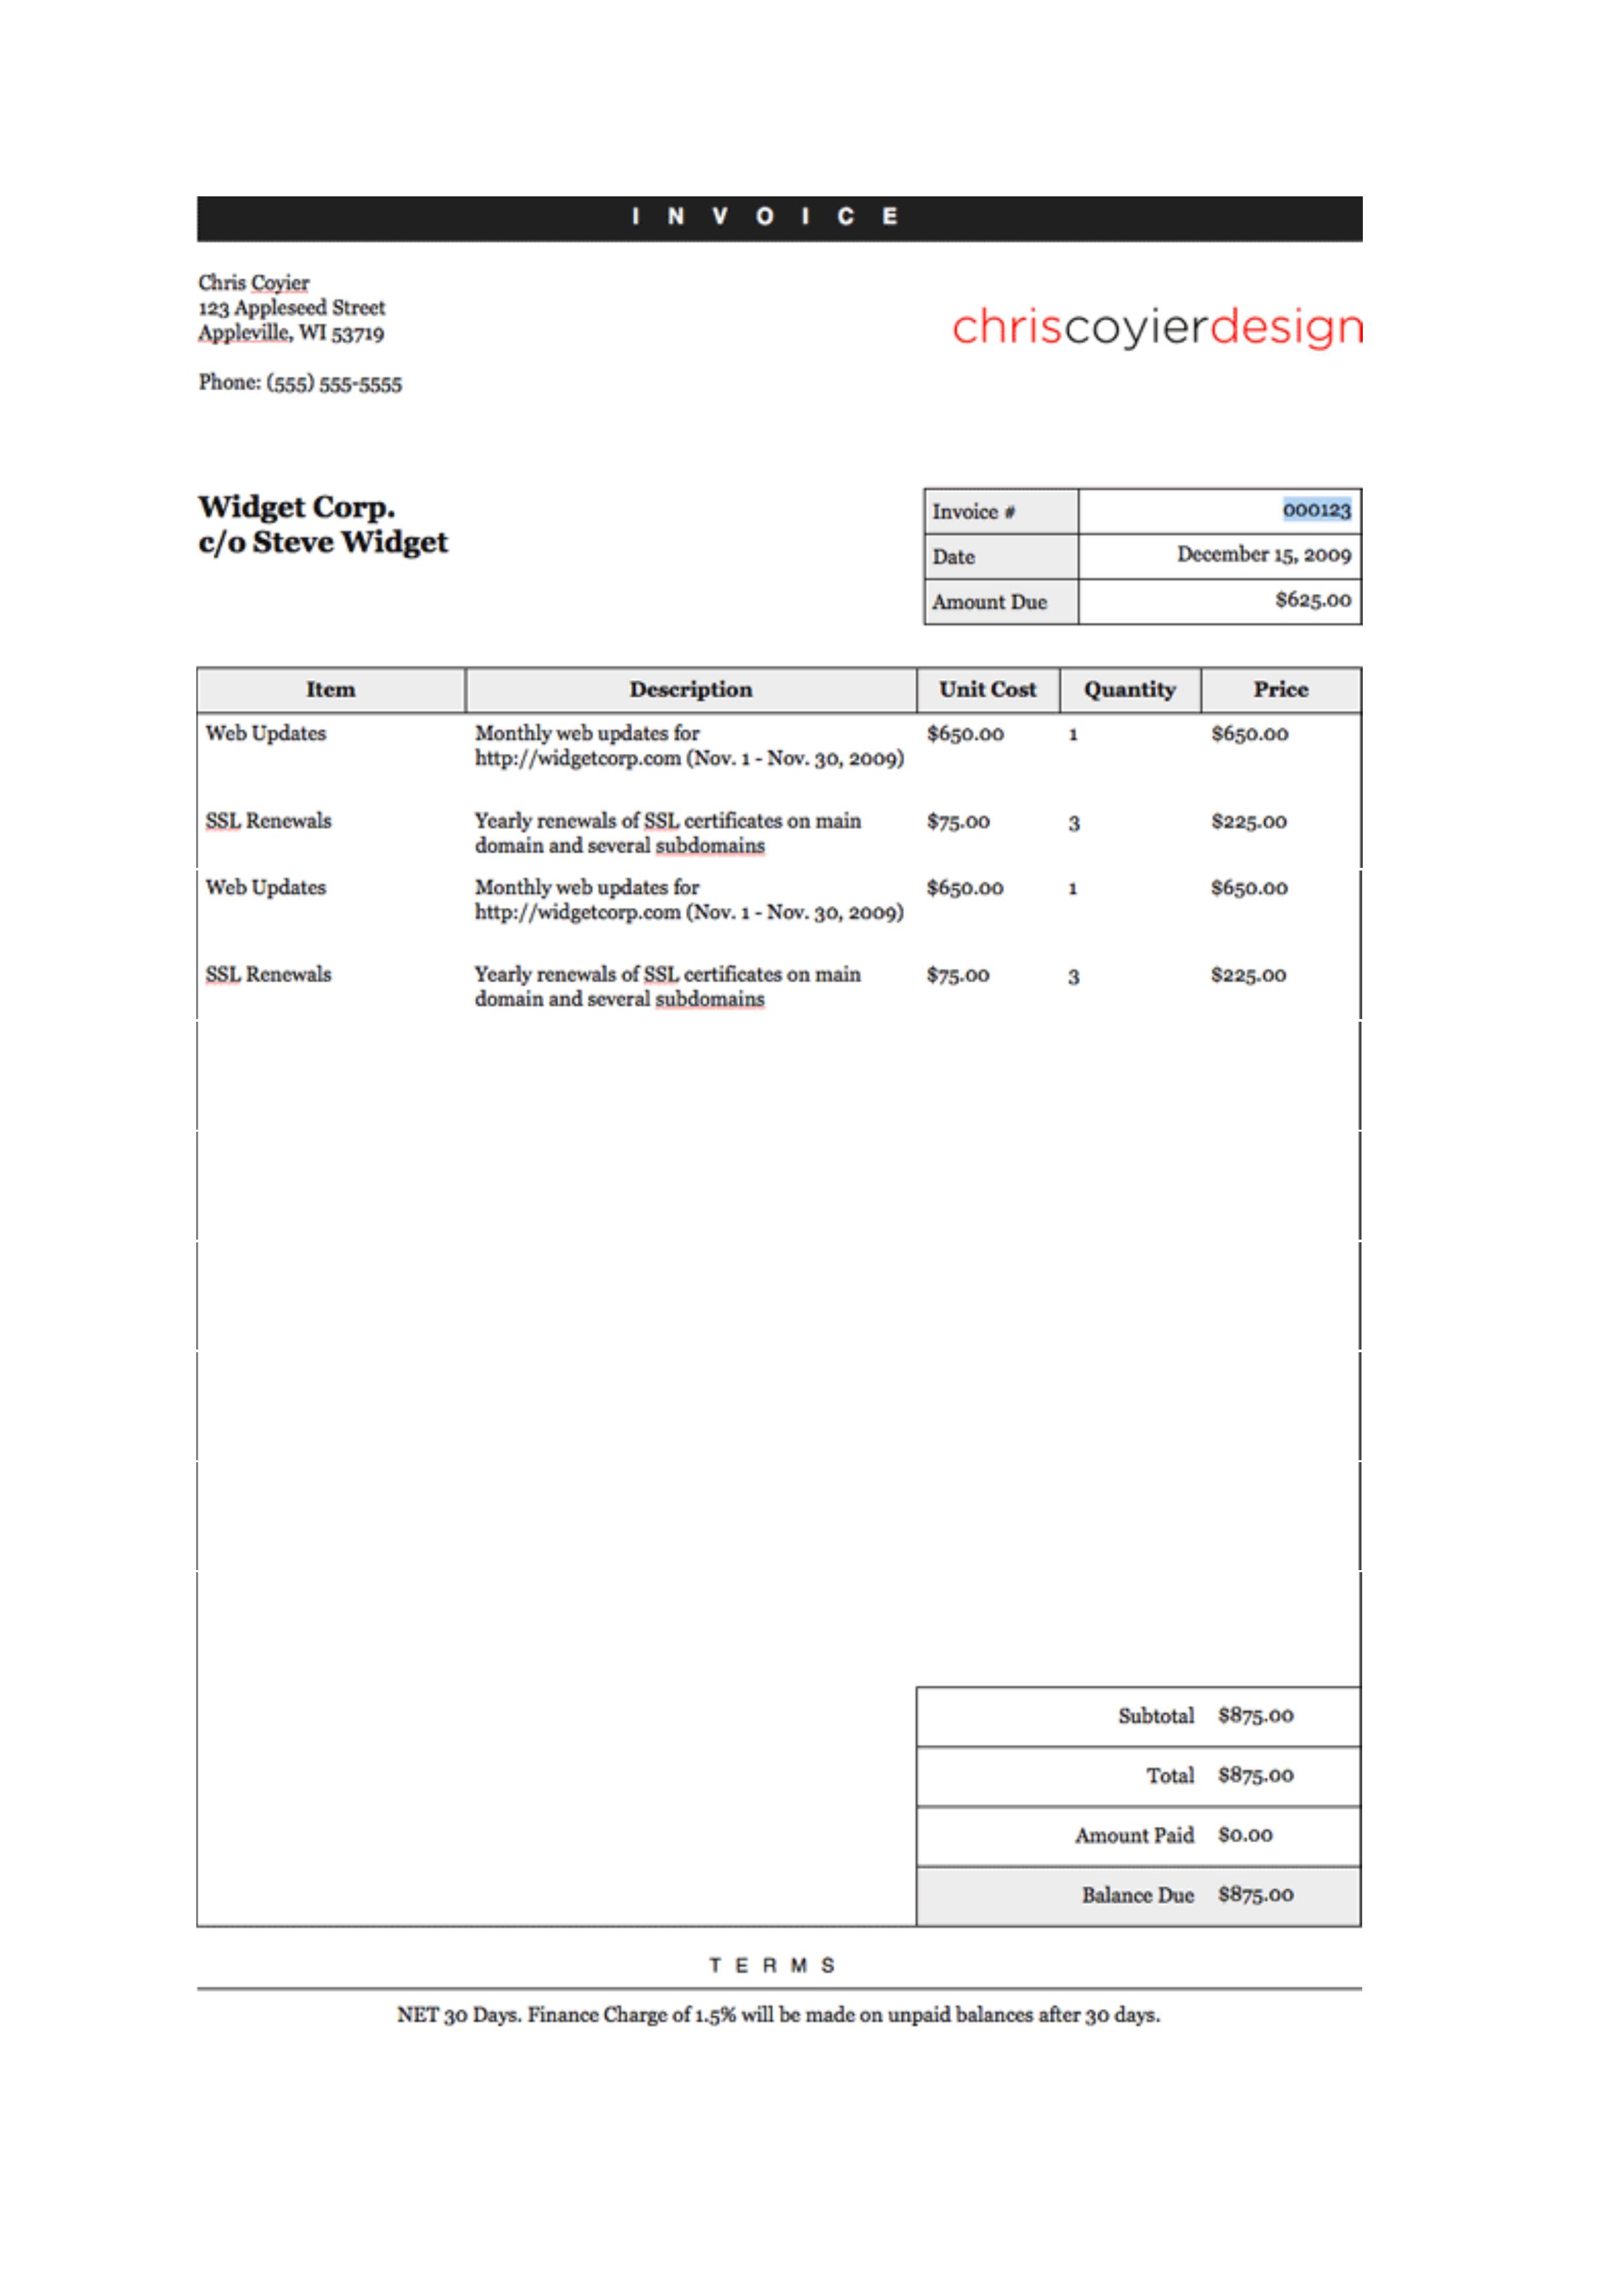 INVOICE
Chris Coyier
123 Appleseed Street
Appleville, WI 53719
Phone: (555) 555-5555
chriscoyierdesign
Widget Corp.
c/o Steve Widget
Invoice # 000123
Date December 15, 2009
Amount Due $625.00
Item Description Unit Cost Quantity Price
Web Updates Monthly web updates for $650.00 1 $650.00
http://widgetcorp.com (Nov. 1 - Nov. 30, 2009)
SSL Renewals Yearly renewals of SSL certificates on main $75.00 3 $225.00
domain and several subdomains
Web Updates Monthly web updates for $650.00 1 $650.00
http://widgetcorp.com (Nov. 1 - Nov. 30, 2009)
SSL Renewals Yearly renewals of SSL certificates on main $75.00 3 $225.00
domain and several subdomains
Subtotal $875.00
Total $875.00
Amount Paid $0.00
Balance Due $875.00
TERMS
NET 30 Days. Finance Charge of 1.5% will be made on unpaid balances after 30 days.